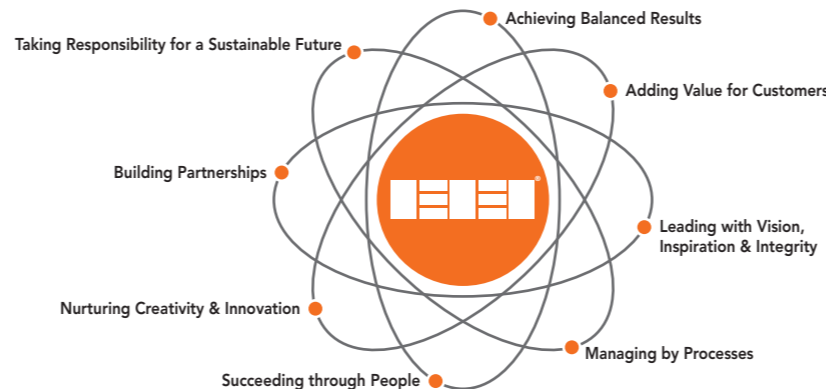 Achieving Balanced Results
Taking Responsibility for a Sustainable Future
Adding Value for Customers
Building Partnerships
®
Leading with Vision,
Inspiration & Integrity
Nurturing Creativity & Innovation
Managing by Processes
Succeeding through People